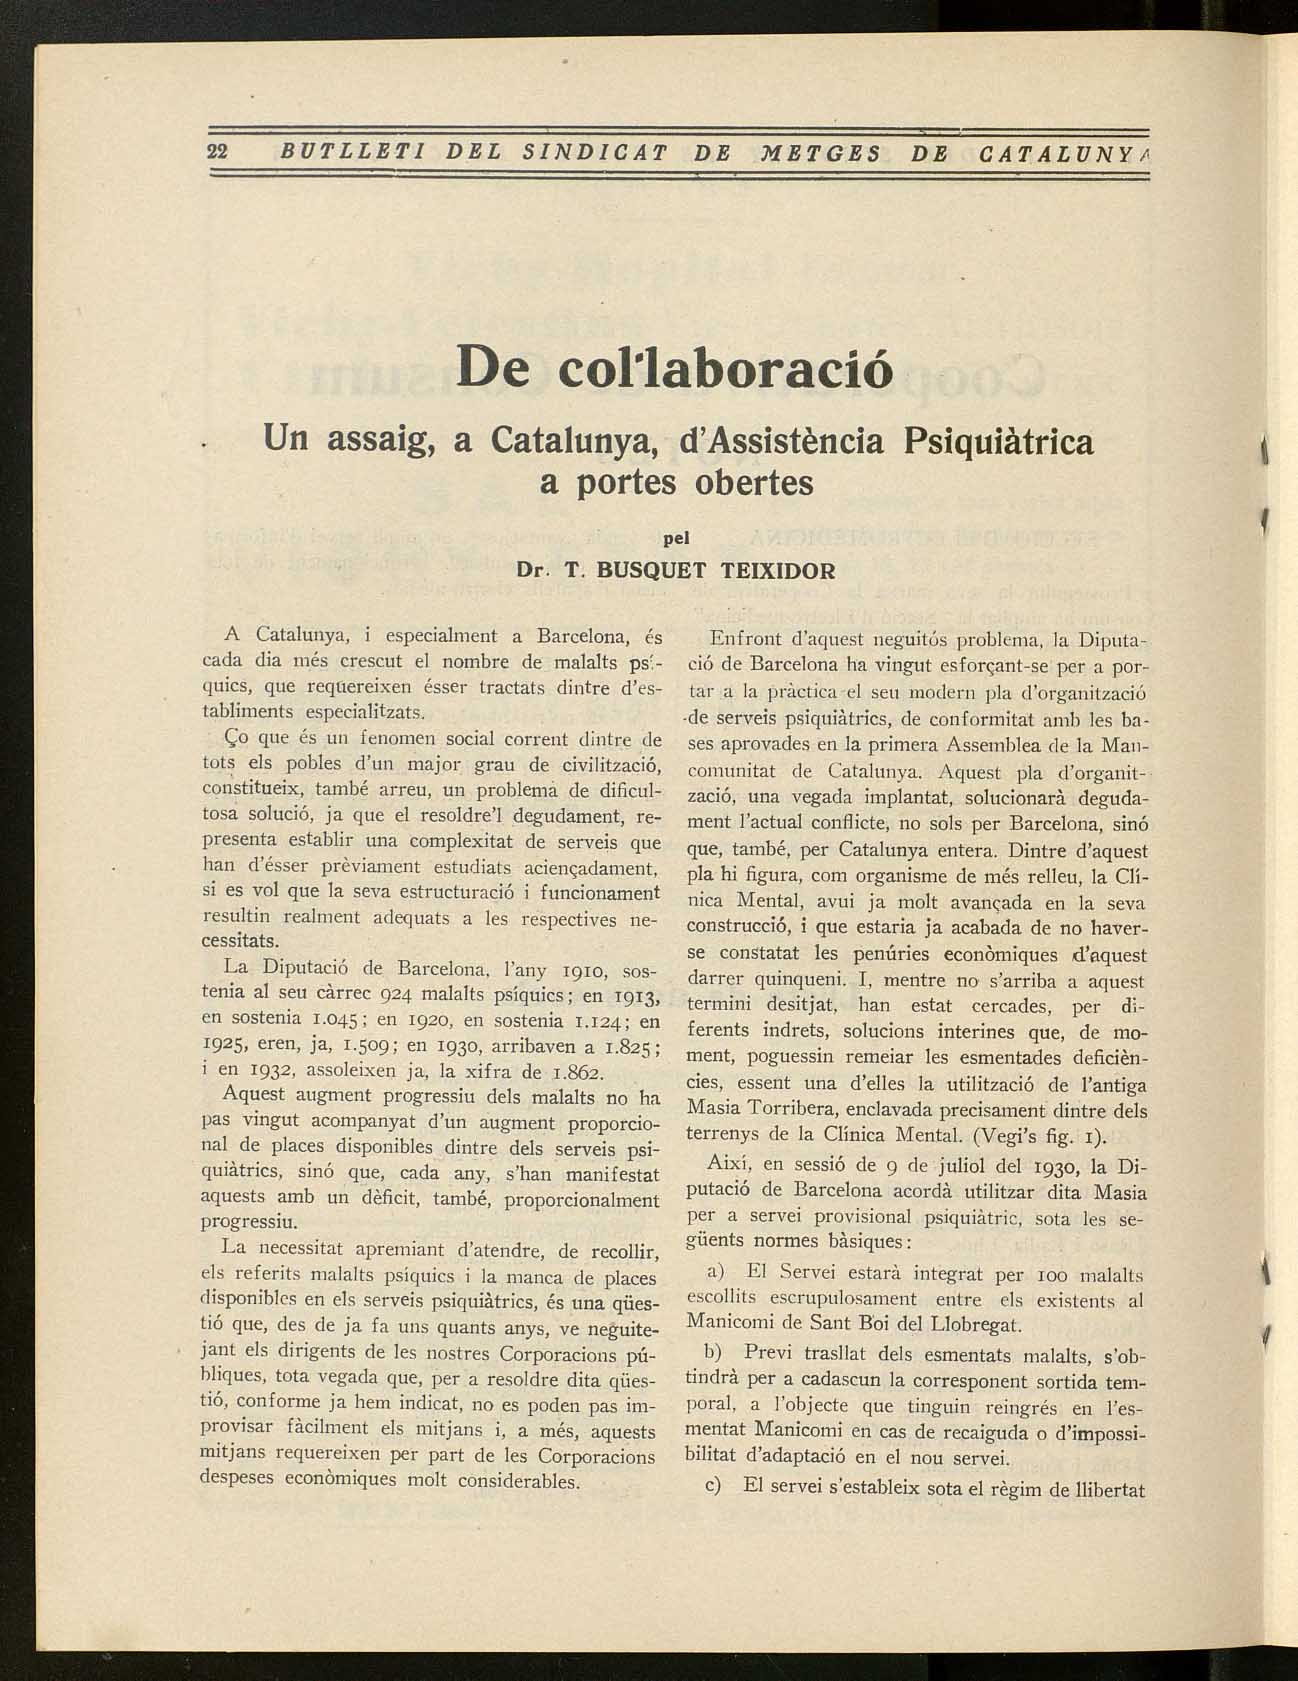 22 BUTLLETI DEL SINDICAT DE METGES DE CATALUNYA
De col·laboració
Un assaig, a Catalunya, d'Assistència Psiquiàtrica
a portes obertes
pel
Dr. T. BUSQUET TEIXIDOR
A Catalunya, i especialment a Barcelona, és
cada dia més crescut el nombre de malalts psí-
quics, que requereixen ésser tractats dintre d'es-
tabliments especialitzats.
Ço que és un fenomen social corrent dintre de
tots els pobles d'un major grau de civilització,
constitueix, també arreu, un problema de dificul-
tosa solució, ja que el resoldre'l degudament, re-
presenta establir una complexitat de serveis que
han d'ésser prèviament estudiats aciençadament,
si es vol que la seva estructuració i funcionament
resultin realment adequats a les respectives ne-
cessitats.
La Diputació de Barcelona, l'any 1910, sos-
tenia al seu càrrec 924 malalts psíquics; en 1913,
en sostenia 1.045; en 1920, en sostenia 1.124; en
1925, eren, ja, 1.509; en 1930, arribaven a 1.825;
i en 1932, assoleixen ja, la xifra de 1.862.
Aquest augment progressiu dels malalts no ha
pas vingut acompanyat d'un augment proporcio-
nal de places disponibles dintre dels serveis psi-
quiàtrics, sinó que, cada any, s'han manifestat
aquests amb un dèficit, també, proporcionalment
progressiu.
La necessitat apremiant d'atendre, de recollir,
els referits malalts psíquics i la manca de places
disponibles en els serveis psiquiàtrics, és una qües-
tió que, des de ja fa uns quants anys, ve neguite-
jant els dirigents de les nostres Corporacions pú-
bliques, tota vegada que, per a resoldre dita qües-
tió, conforme ja hem indicat, no es poden pas im-
provisar fàcilment els mitjans i, a més, aquests
mitjans requereixen per part de les Corporacions
despeses econòmiques molt considerables.
Enfront d'aquest neguitós problema, la Diputa-
ció de Barcelona ha vingut esforçant-se per a por-
tar a la pràctica el seu modern pla d'organització
de serveis psiquiàtrics, de conformitat amb les ba-
ses aprovades en la primera Assemblea de la Man-
comunitat de Catalunya. Aquest pla d'organit-
zació, una vegada implantat, solucionarà deguda-
ment l'actual conflicte, no sols per Barcelona, sinó
que, també, per Catalunya entera. Dintre d'aquest
pla hi figura, com organisme de més relleu, la Clí-
nica Mental, avui ja molt avançada en la seva
construcció, i que estaria ja acabada de no haver-
se constatat les penúries econòmiques d'aquest
darrer quinqueni. I, mentre no s'arriba a aquest
termini desitjat, han estat cercades, per di-
ferents indrets, solucions interines que, de mo-
ment, poguessin remeiar les esmentades deficièn-
cies, essent una d'elles la utilització de l'antiga
Masia Torribera, enclavada precisament dintre dels
terrenys de la Clínica Mental. (Vegi's fig. 1).
Així, en sessió de 9 de juliol del 1930, la Di-
putació de Barcelona acordà utilitzar dita Masia
per a servei provisional psiquiàtric, sota les se-
güents normes bàsiques:
a) El Servei estarà integrat per 100 malalts
escollits escrupulosament entre els existents al
Manicomi de Sant Boi del Llobregat.
b) Previ trasllat dels esmentats malalts, s'ob-
tindrà per a cadascun la corresponent sortida tem-
poral, a l'objecte que tinguin reingrés en l'es-
mentat Manicomi en cas de recaiguda o d'impossi-
bilitat d'adaptació en el nou servei.
c) El servei s'estableix sota el règim de llibertat